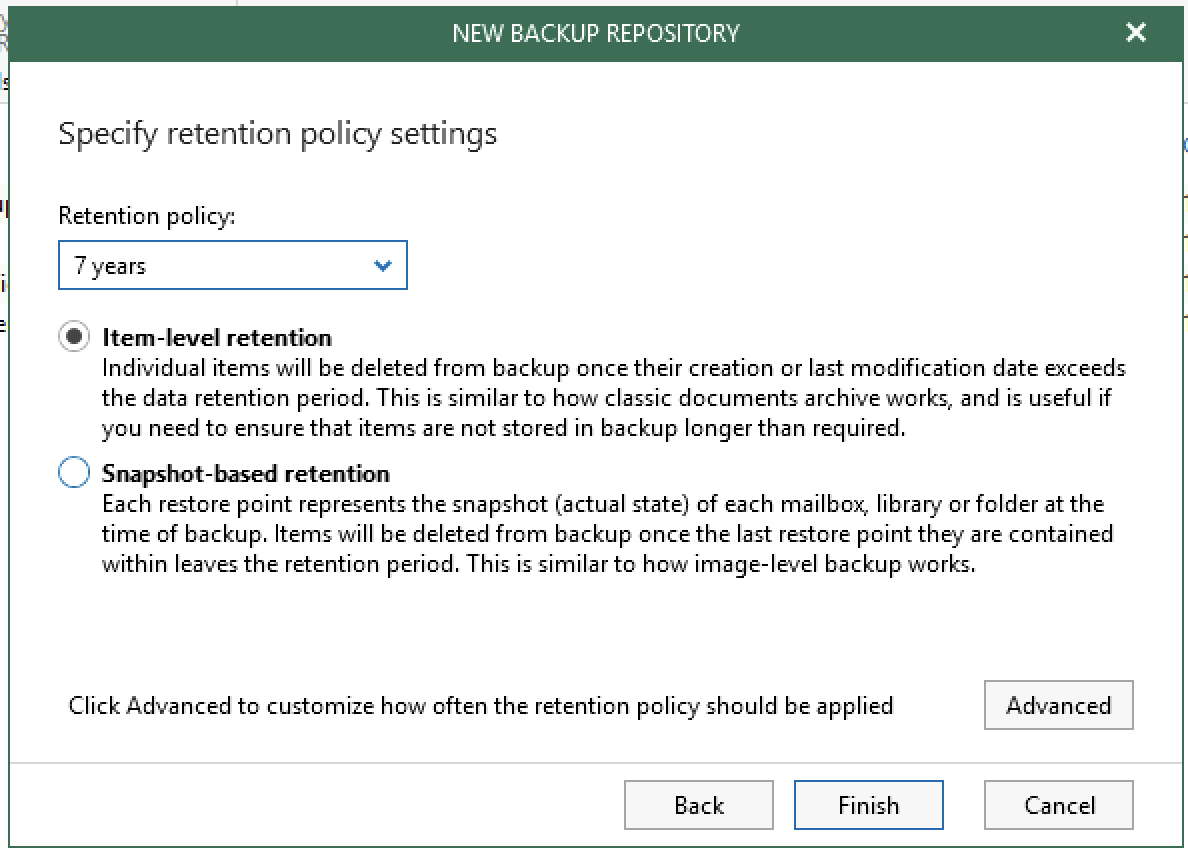 NEW BACKUP REPOSITORY
Specify retention policy settings
Retention policy:
7 years
Item-level retention
Individual items will be deleted from backup once their creation or last modification date exceeds
the data retention period. This is similar to how classic documents archive works, and is useful if
you need to ensure that items are not stored in backup longer than required.
Snapshot-based retention
Each restore point represents the snapshot (actual state) of each mailbox, library or folder at the
time of backup. Items will be deleted from backup once the last restore point they are contained
within leaves the retention period. This is similar to how image-level backup works.
Click Advanced to customize how often the retention policy should be applied
Advanced
Back
Finish
Cancel